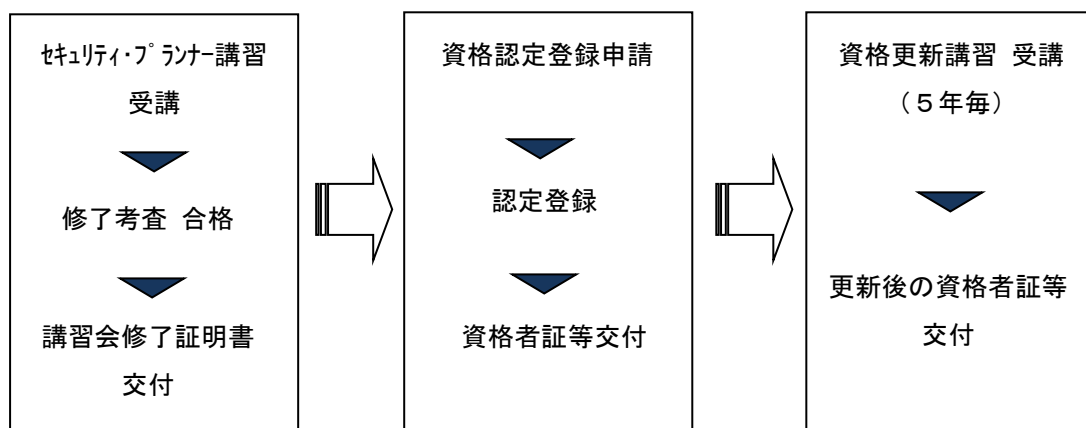 ｾｷｭﾘﾃｨ・ﾌﾟﾗﾝﾅｰ講習
受講
修了考査 合格
講習会修了証明書
交付
資格認定登録申請
認定登録
資格者証等交付
資格更新講習 受講
（５年毎）
更新後の資格者証等
交付